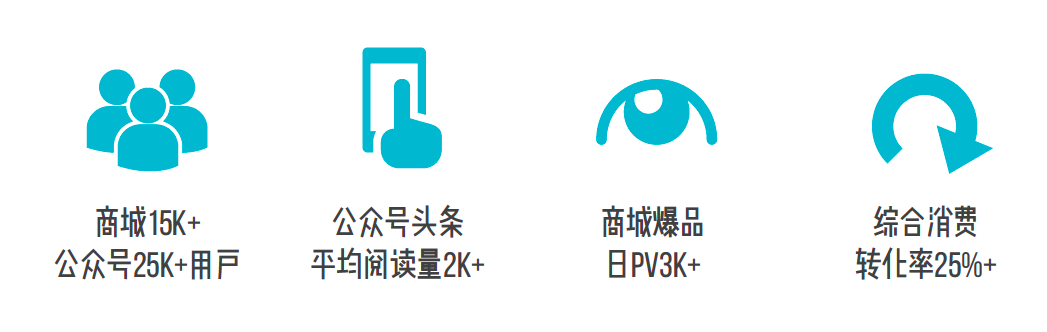 商城15K+
公众号25K+用户
公众号头条
平均阅读量2K+
商城爆品
日PV3K+
综合消费
转化率25%+